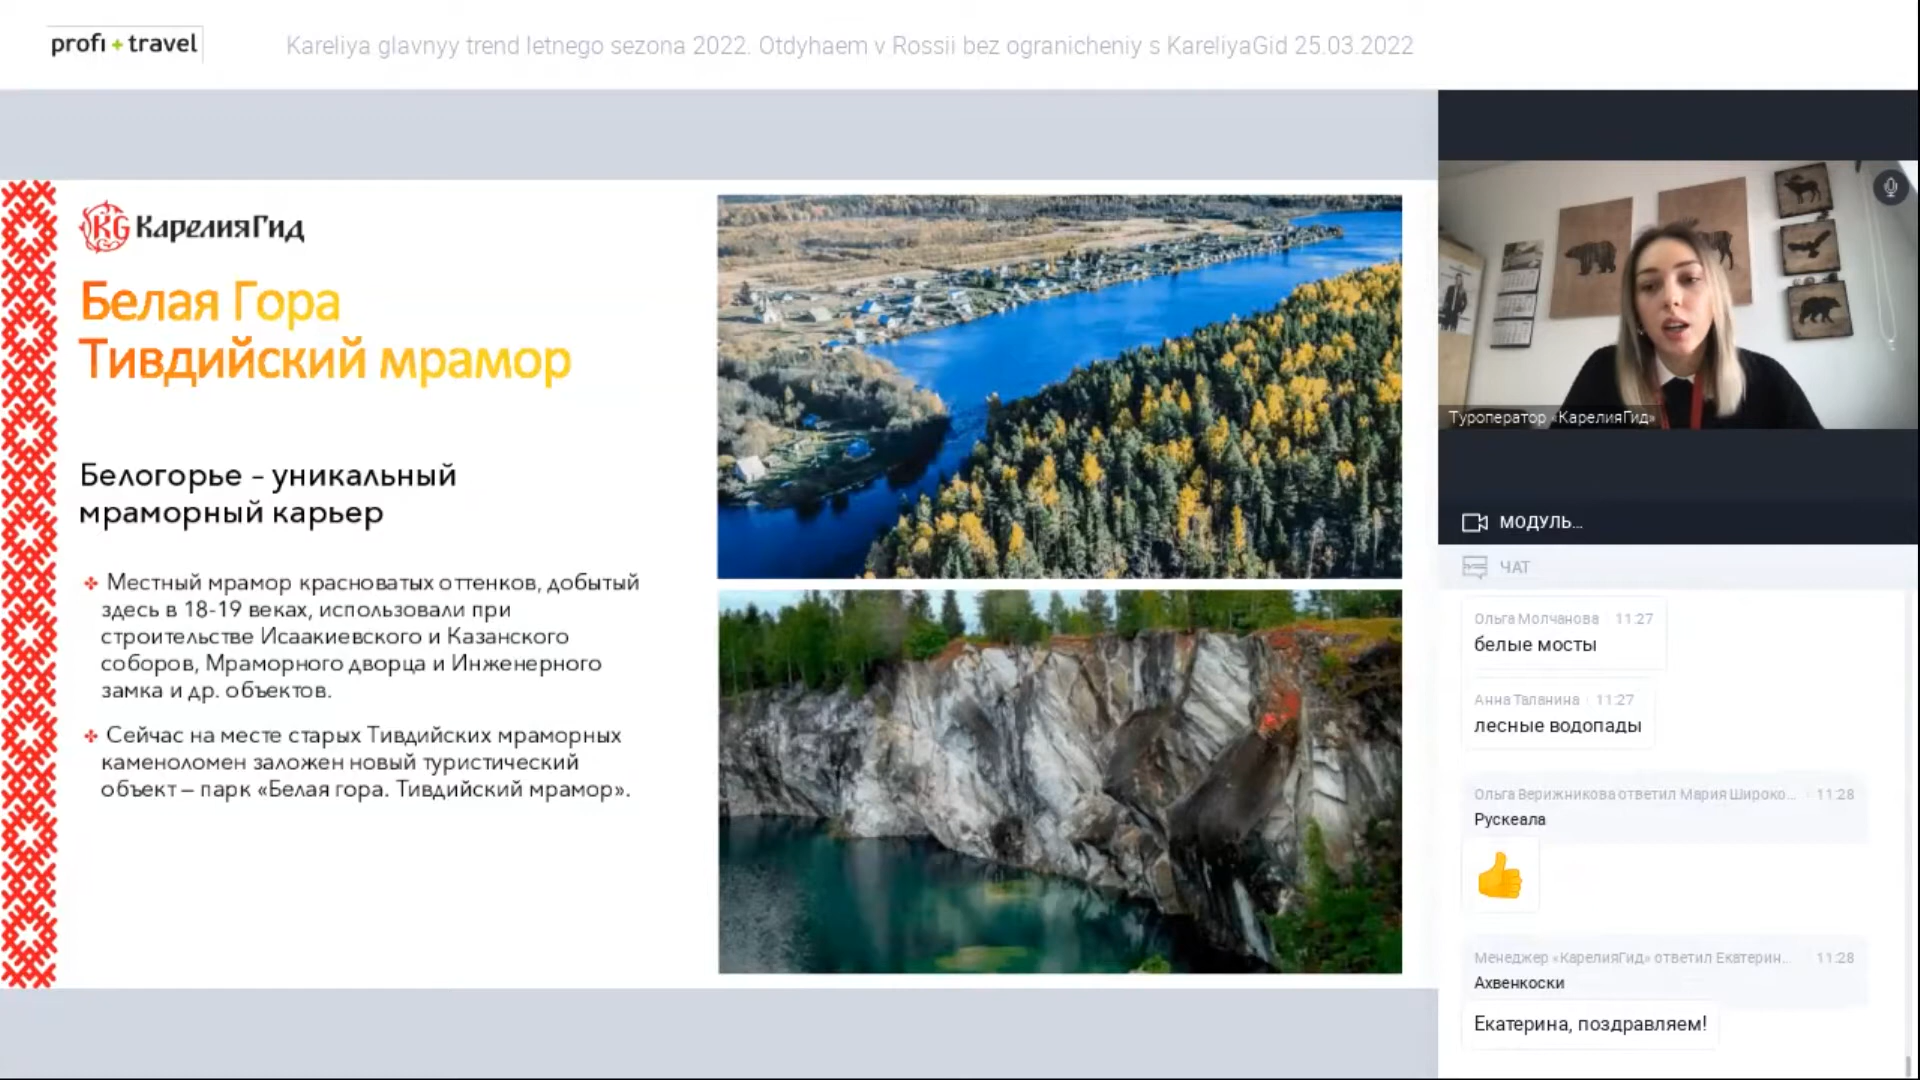 profi + travel
Kareliya glavnyy trend letnego sezona 2022. Otdyhaem v Rossii bez ogranicheniy s KareliyaGid 25.03.2022
KG КарелияГид
Белая Гора
Тивдийский мрамор
Белогорье – уникальный
мраморный карьер
Местный мрамор красноватых оттенков, добытый
здесь в 18-19 веках, использовали при
строительстве Исаакиевского и Казанского
соборов, Мраморного дворца и Инженерного
замка и др. объектов.
Сейчас на месте старых Тивдийских мраморных
каменоломен заложен новый туристический
объект – парк «Белая гора. Тивдийский мрамор».
Туроператор «КарелияГид»
МОДУЛЬ...
ЧАТ
Ольга Молчанова 11:27
белые мосты
Анна Таланина 11:27
лесные водопады
Ольга Верижникова ответил Мария Широко... 11:28
Рускеала
Менеджер «КарелияГид» ответил Екатерин... 11:28
Ахвенкоски
Екатерина, поздравляем!